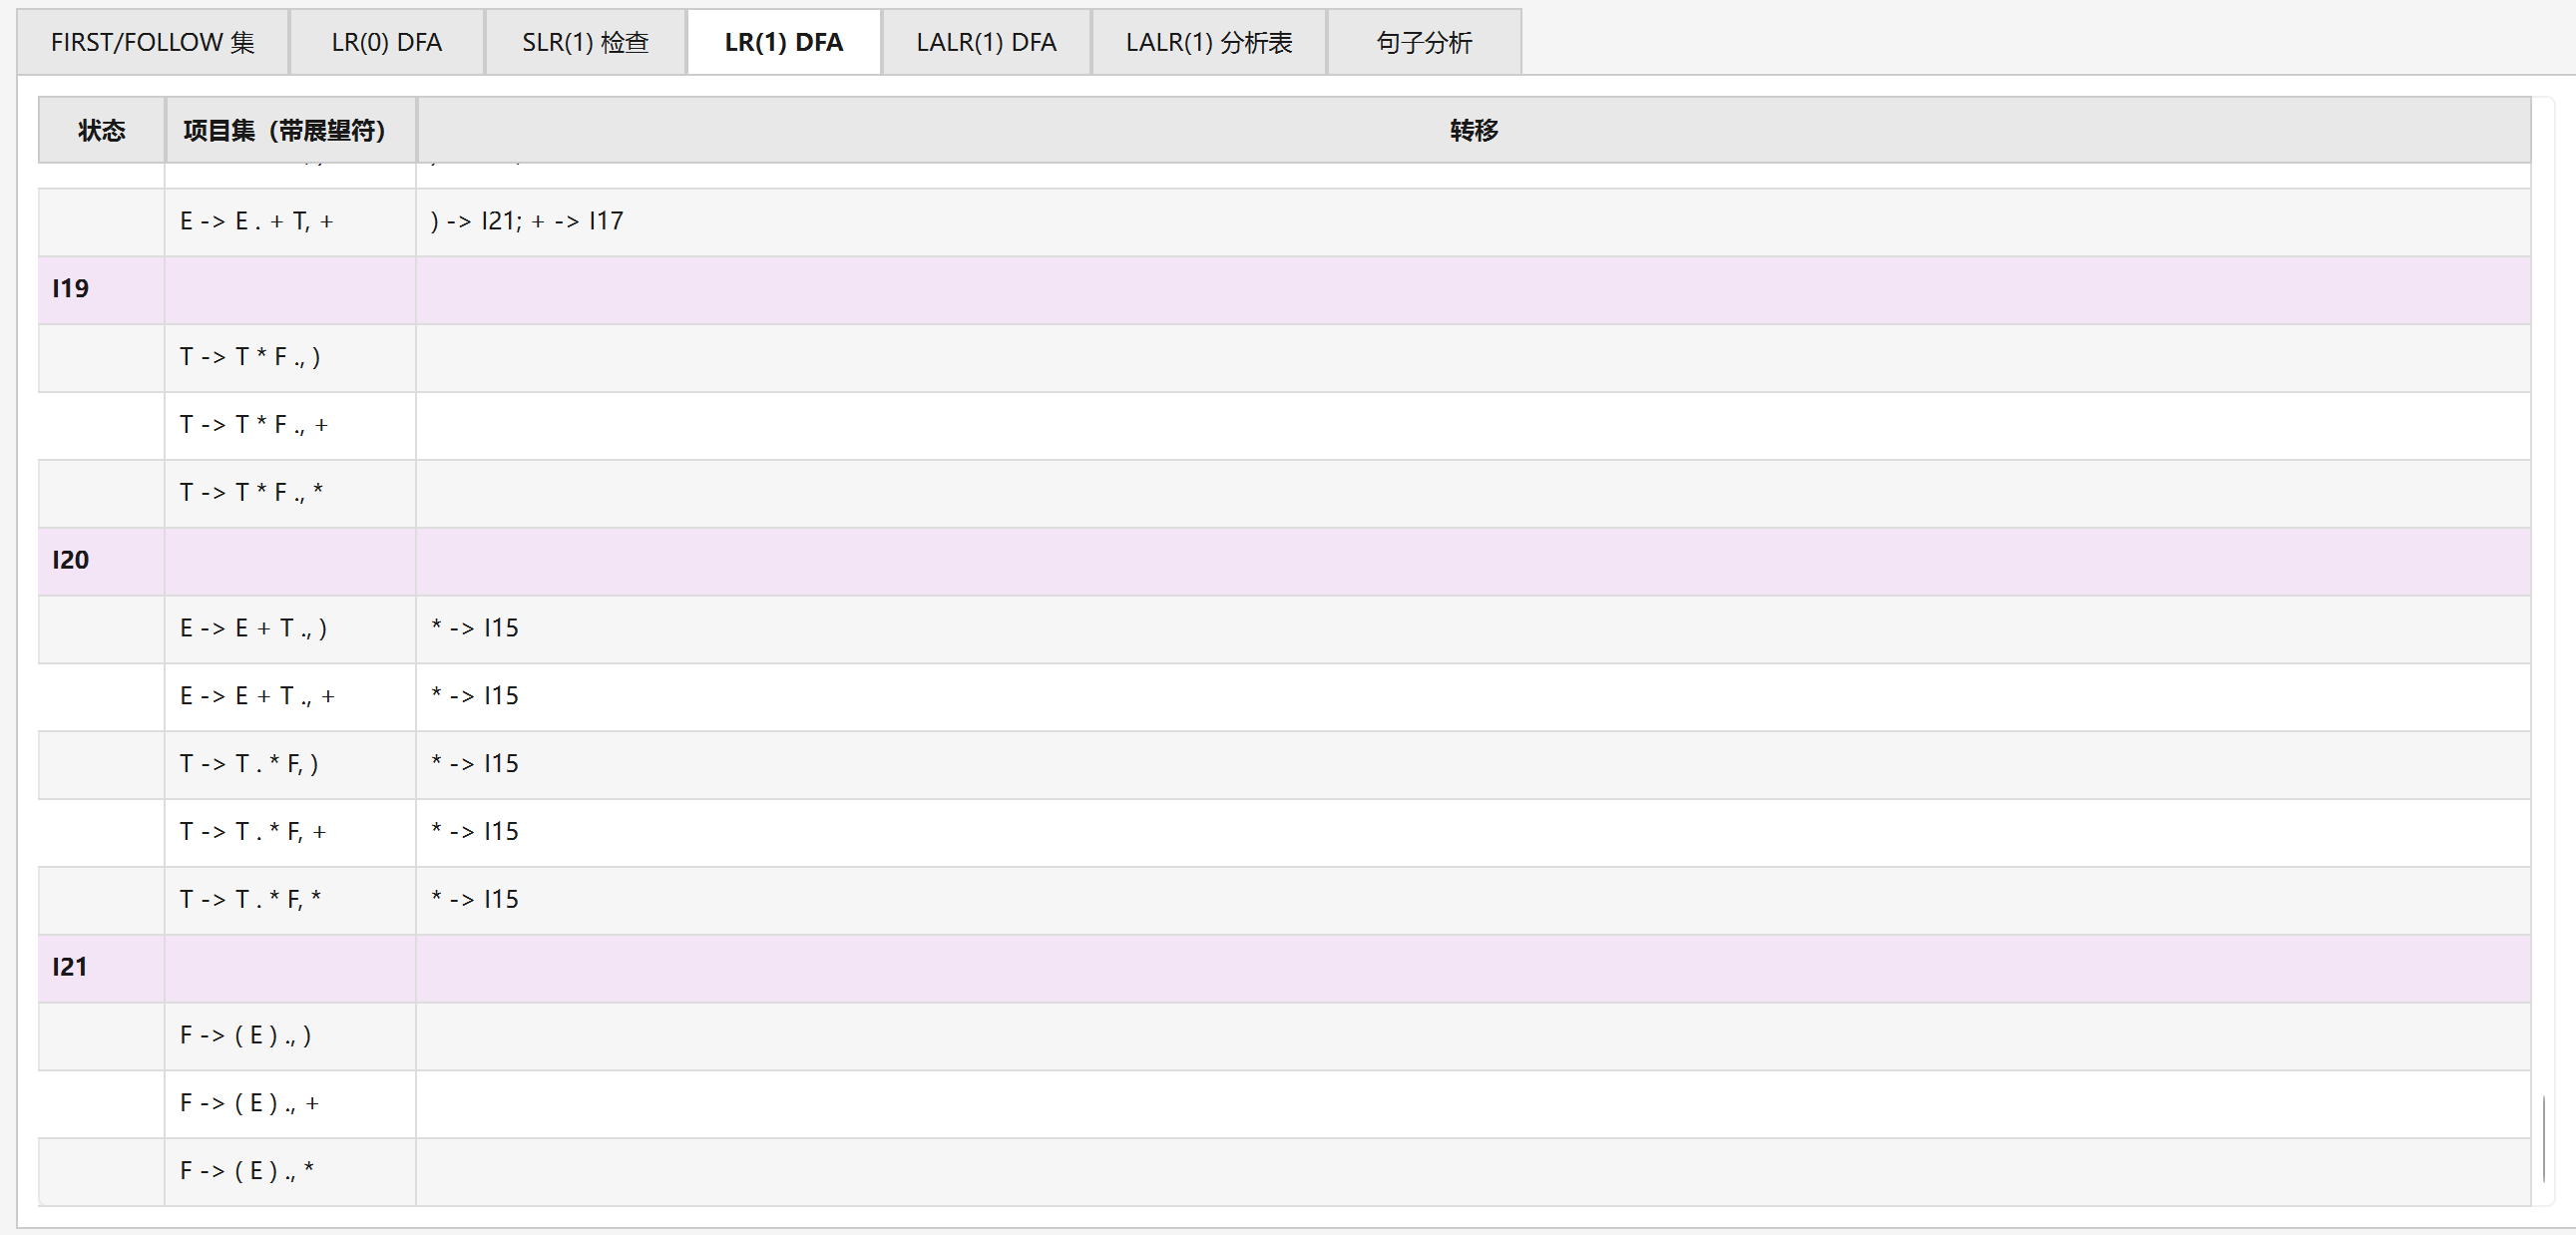 FIRST/FOLLOW 集 LR(0) DFA SLR(1) 检查 LR(1) DFA LALR(1) DFA LALR(1) 分析表 句子分析
状态 项目集（带展望符） 转移
E -> E . + T, + ) -> I21; + -> I17
I19
T -> T * F ., )
T -> T * F ., +
T -> T * F ., *
I20
E -> E + T ., ) * -> I15
E -> E + T ., + * -> I15
T -> T . * F, ) * -> I15
T -> T . * F, + * -> I15
T -> T . * F, * * -> I15
I21
F -> ( E ) ., )
F -> ( E ) ., +
F -> ( E ) ., *